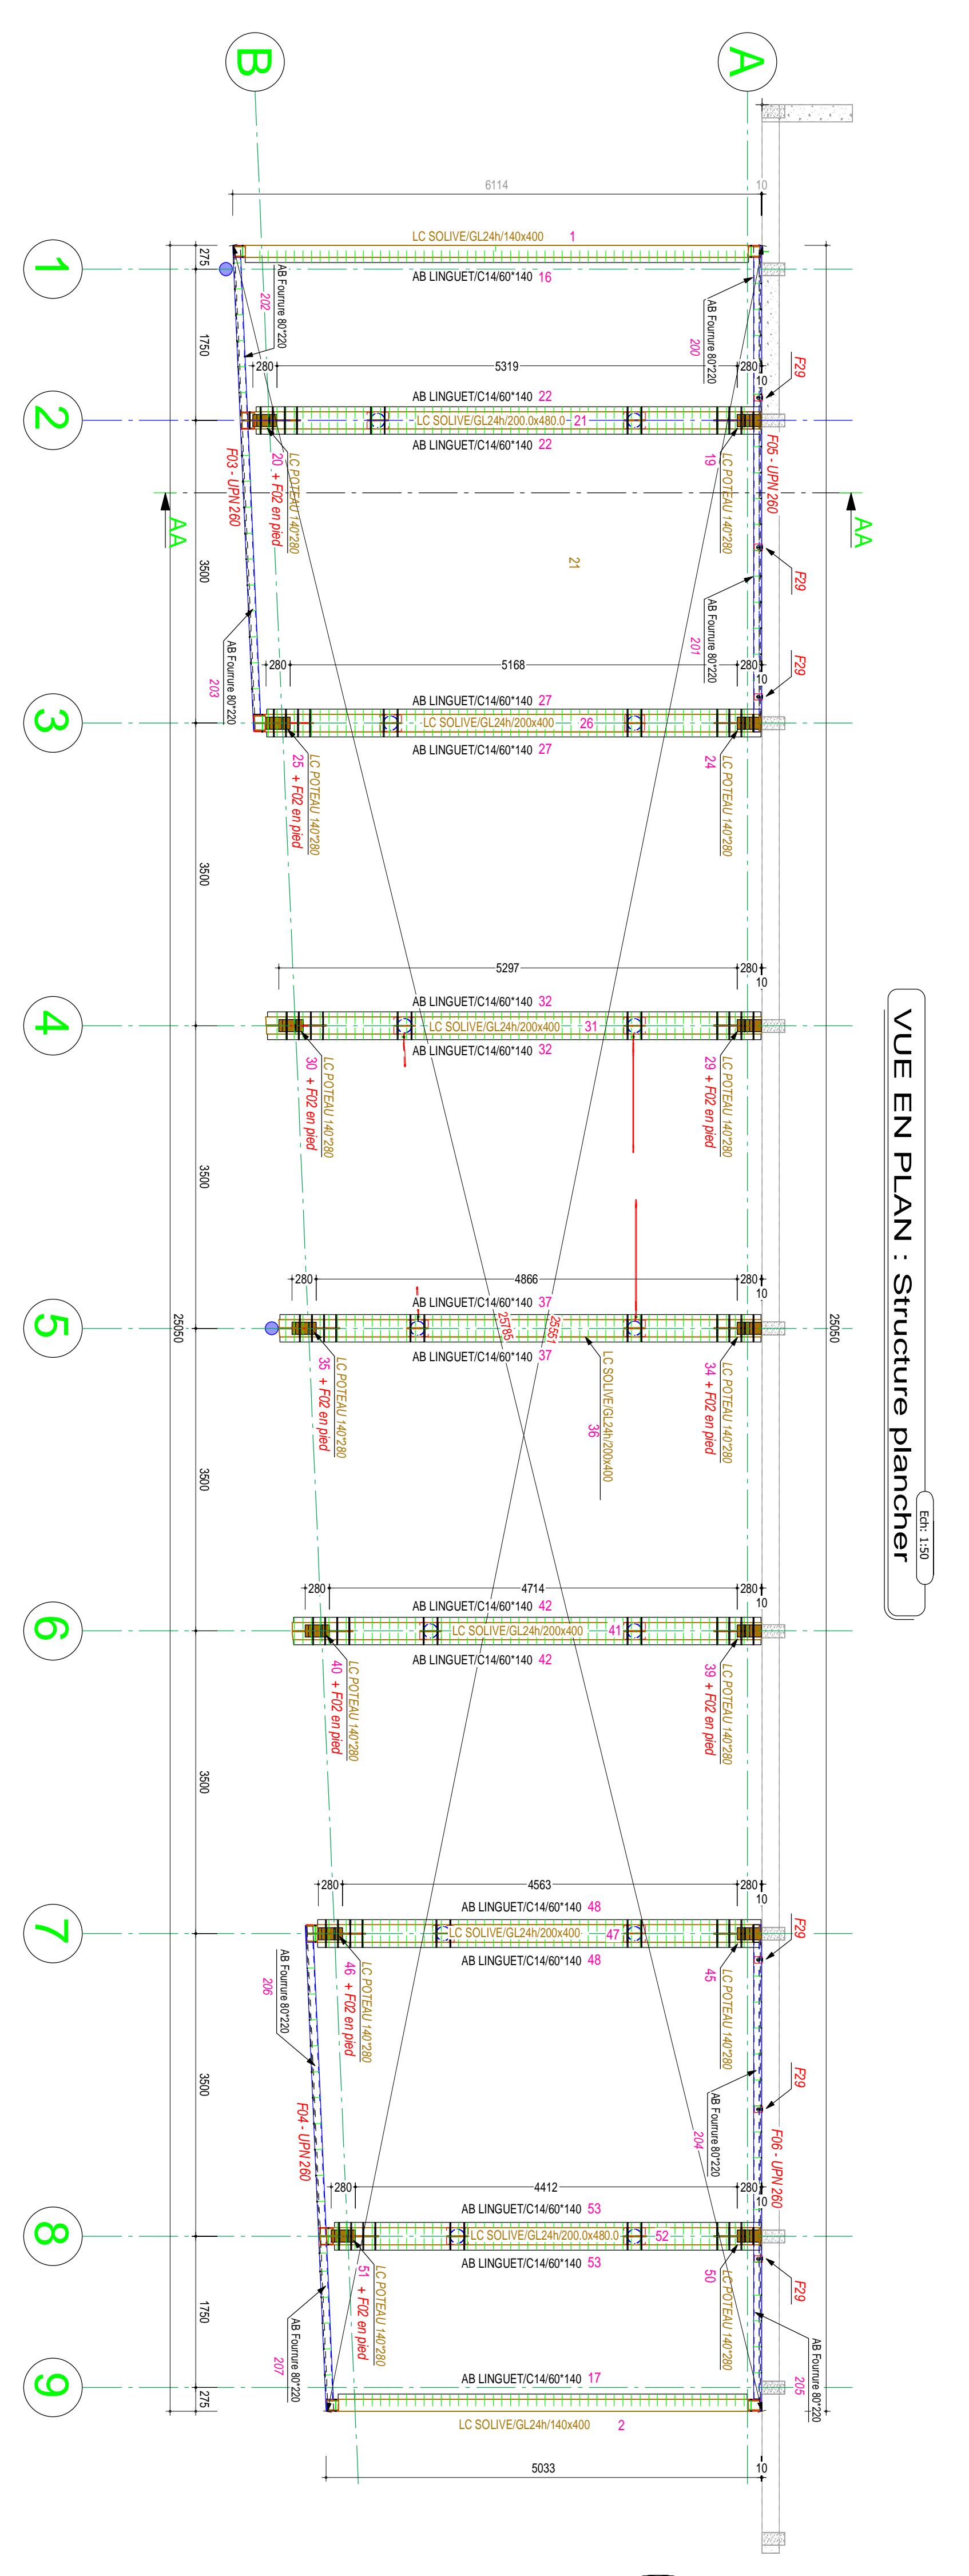 VUE EN PLAN : Structure plancher
Ech: 1:50
B
A
6114
10
25050
25050
1
275
LC SOLIVE/GL24h/140x400 1
AB LINGUET/C14/60*140 16
AB Fourrure 80*220
202
AB Fourrure 80*220
200
1750
280
5319
280
10
F29
2
AB LINGUET/C14/60*140 22
LC SOLIVE/GL24h/200.0x480.0 21
AB LINGUET/C14/60*140 22
F03 - UPN 260
LC POTEAU 140*280
20 + F02 en pied
LC POTEAU 140*280
19
F05 - UPN 260
AA
AA
3500
21
F29
AB Fourrure 80*220
203
AB Fourrure 80*220
201
F29
280
5168
280
10
3
AB LINGUET/C14/60*140 27
LC SOLIVE/GL24h/200x400 26
AB LINGUET/C14/60*140 27
LC POTEAU 140*280
25 + F02 en pied
LC POTEAU 140*280
24
3500
5297
280
10
4
AB LINGUET/C14/60*140 32
LC SOLIVE/GL24h/200x400 31
AB LINGUET/C14/60*140 32
LC POTEAU 140*280
30 + F02 en pied
LC POTEAU 140*280
29 + F02 en pied
3500
280
4866
280
10
5
AB LINGUET/C14/60*140 37
25785
25551
AB LINGUET/C14/60*140 37
LC SOLIVE/GL24h/200x400
36
LC POTEAU 140*280
35 + F02 en pied
LC POTEAU 140*280
34 + F02 en pied
3500
280
4714
280
10
6
AB LINGUET/C14/60*140 42
LC SOLIVE/GL24h/200x400 41
AB LINGUET/C14/60*140 42
LC POTEAU 140*280
40 + F02 en pied
LC POTEAU 140*280
39 + F02 en pied
3500
280
4563
280
10
7
AB LINGUET/C14/60*140 48
LC SOLIVE/GL24h/200x400 47
AB LINGUET/C14/60*140 48
F29
AB Fourrure 80*220
206
LC POTEAU 140*280
46 + F02 en pied
LC POTEAU 140*280
45
3500
F29
F04 - UPN 260
AB Fourrure 80*220
204
F06 - UPN 260
280
4412
280
10
8
AB LINGUET/C14/60*140 53
LC SOLIVE/GL24h/200.0x480.0 52
AB LINGUET/C14/60*140 53
F29
LC POTEAU 140*280
51 + F02 en pied
LC POTEAU 140*280
50
1750
AB Fourrure 80*220
207
AB Fourrure 80*220
205
9
275
AB LINGUET/C14/60*140 17
LC SOLIVE/GL24h/140x400 2
5033
10